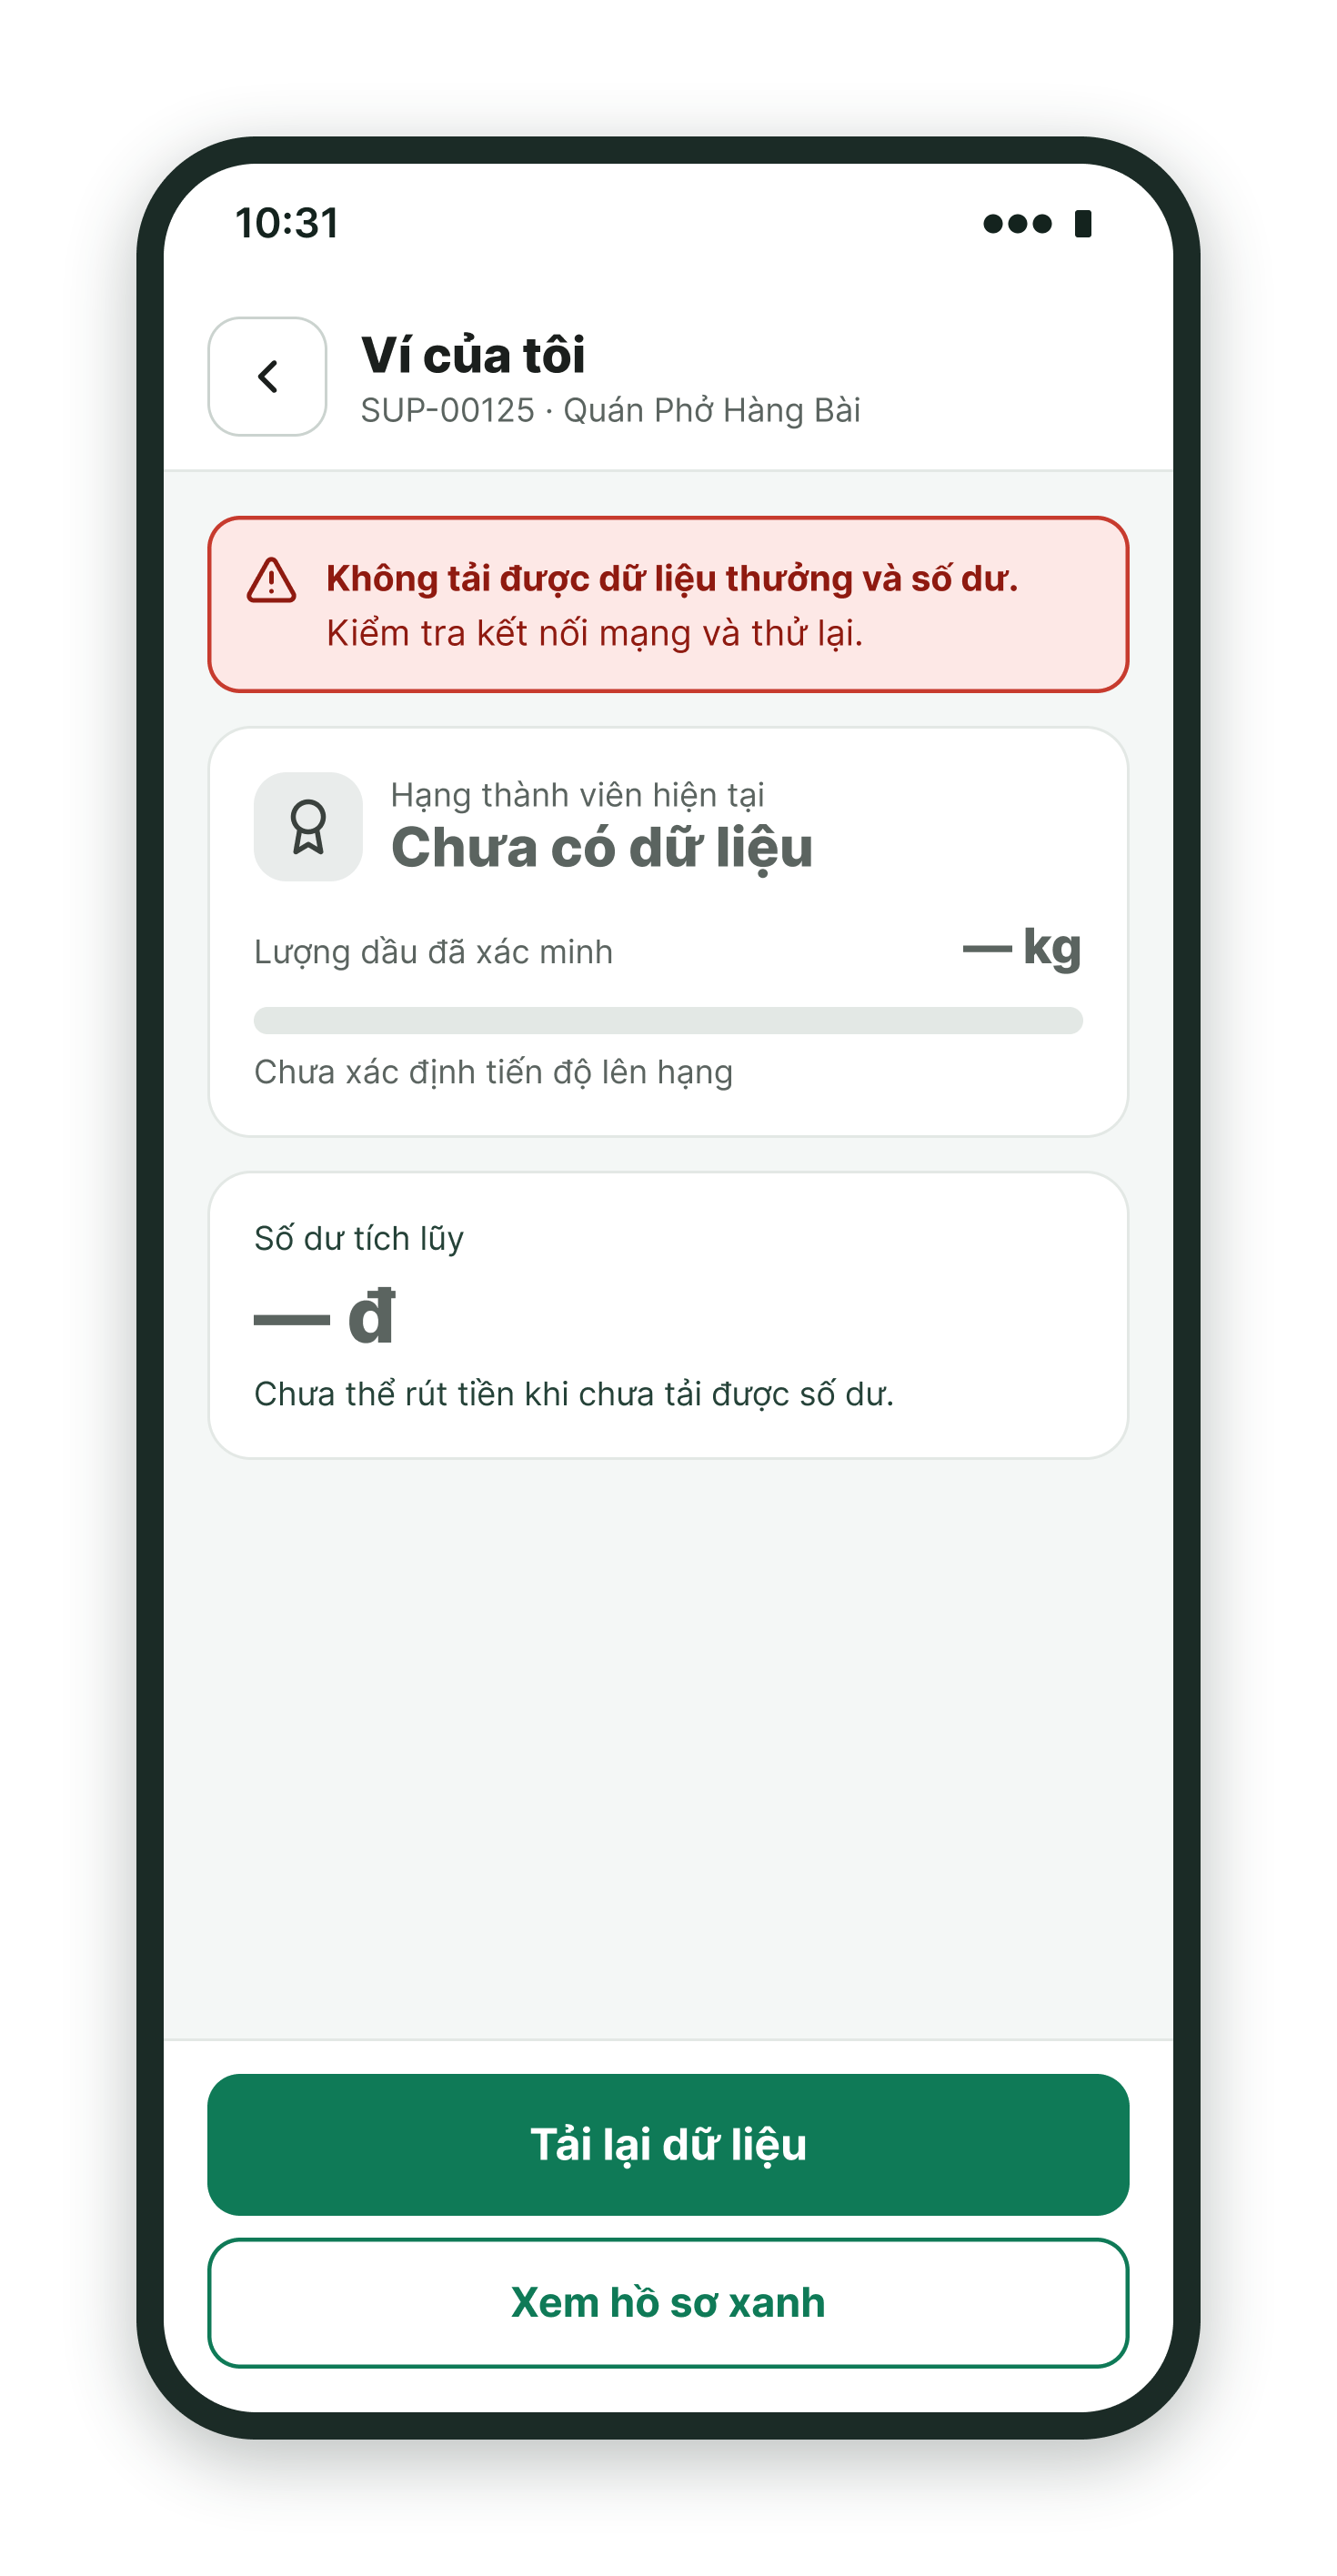 10:31
Ví của tôi
SUP-00125 · Quán Phở Hàng Bài
Không tải được dữ liệu thưởng và số dư.
Kiểm tra kết nối mạng và thử lại.
Hạng thành viên hiện tại
Chưa có dữ liệu
Lượng dầu đã xác minh
— kg
Chưa xác định tiến độ lên hạng
Số dư tích lũy
— đ
Chưa thể rút tiền khi chưa tải được số dư.
Tải lại dữ liệu
Xem hồ sơ xanh